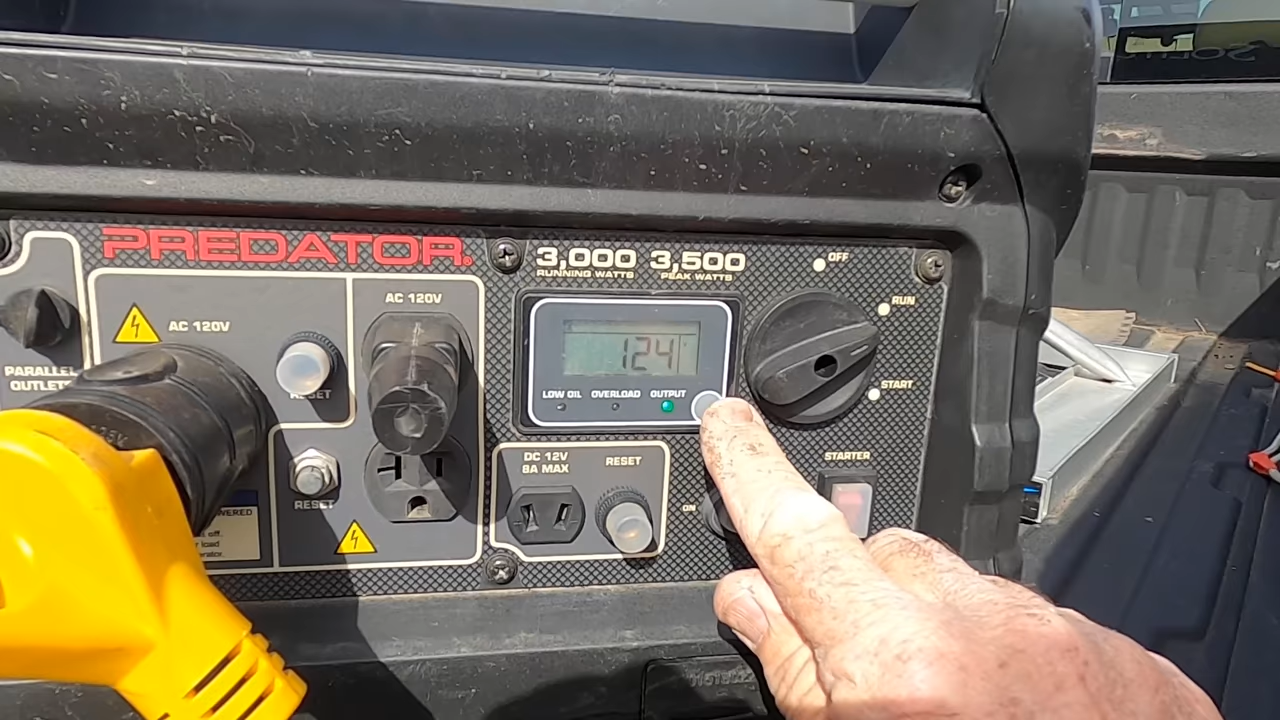 PREDATOR®
3,000 3,500
RUNNING WATTS PEAK WATTS
OFF
RUN
START
AC 120V
AC 120V
RESET
PARALLEL
OUTLETS
124
LOW OIL OVERLOAD OUTPUT
RESET
DC 12V
8A MAX
RESET
STARTER
ON